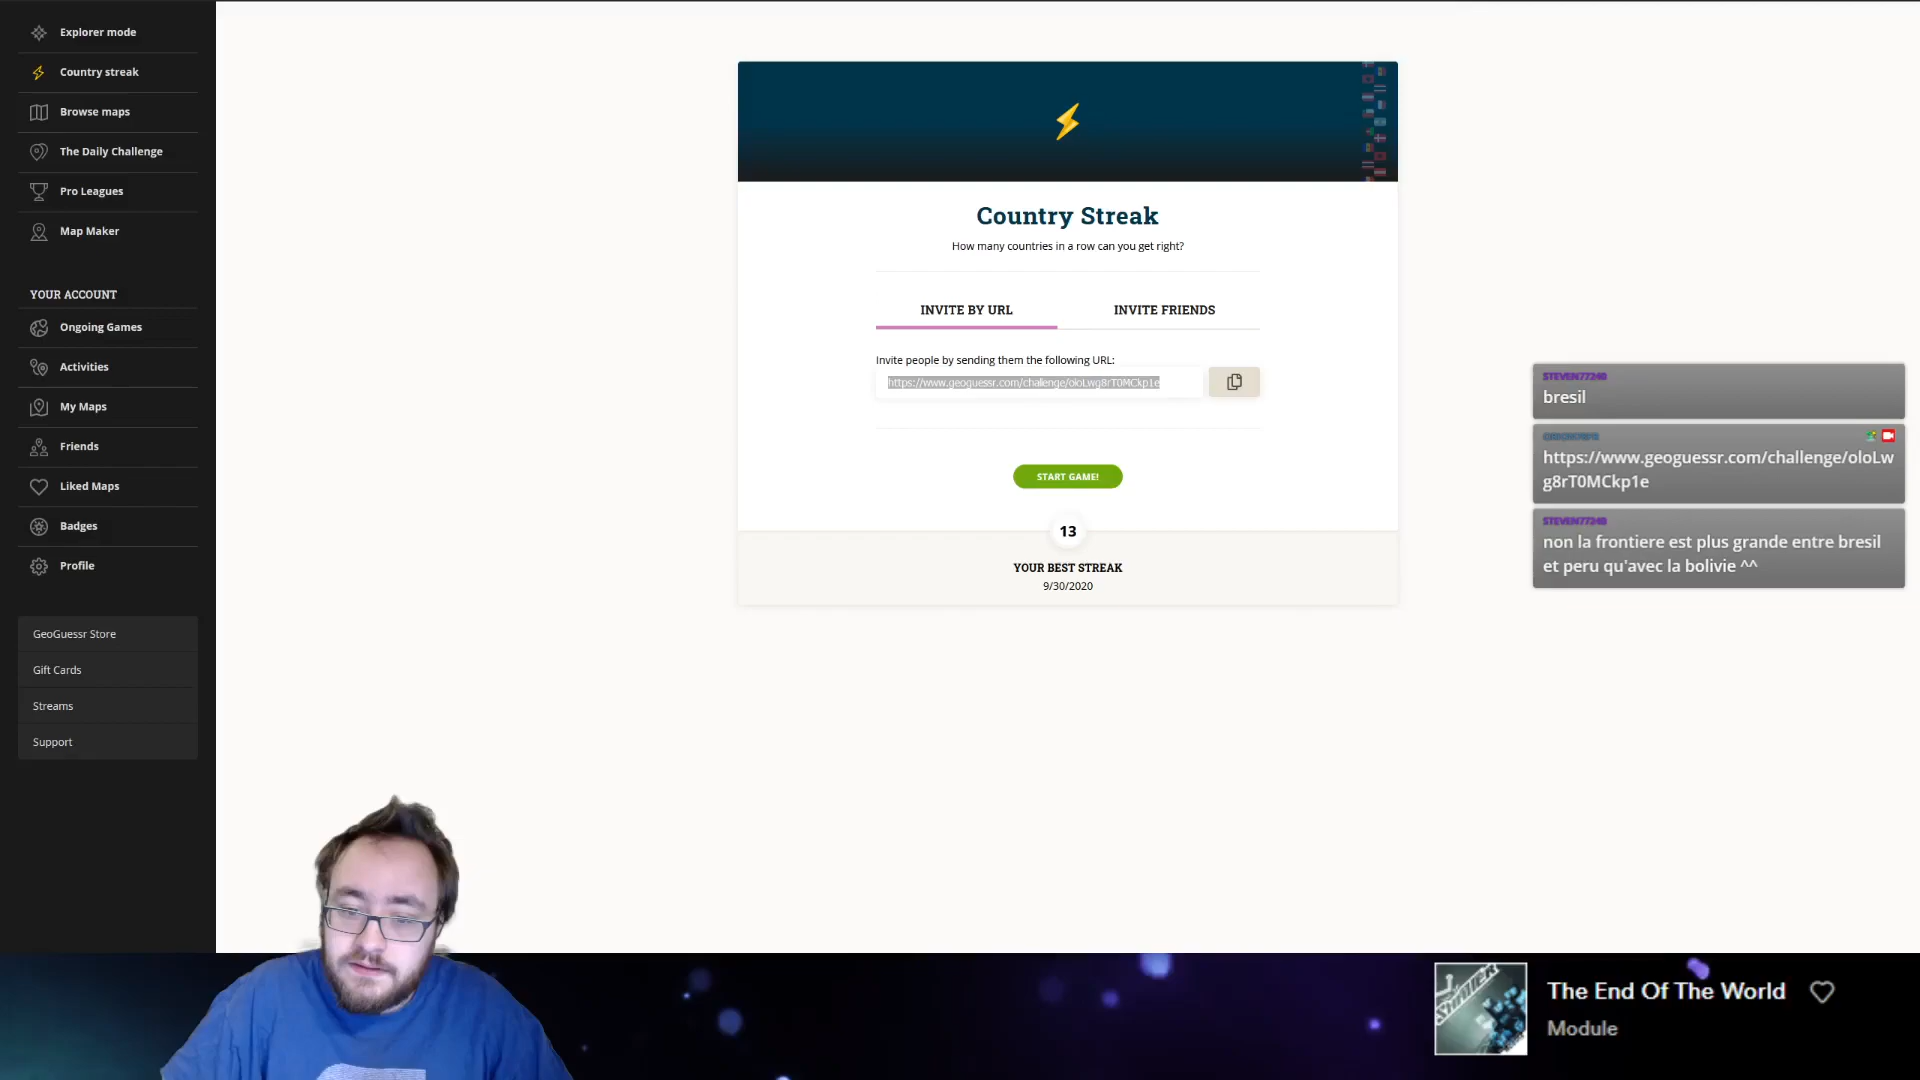 Explorer mode
Country streak
Browse maps
The Daily Challenge
Pro Leagues
Map Maker
YOUR ACCOUNT
Ongoing Games
Activities
My Maps
Friends
Liked Maps
Badges
Profile
GeoGuessr Store
Gift Cards
Streams
Support
Country Streak
How many countries in a row can you get right?
INVITE BY URL
INVITE FRIENDS
Invite people by sending them the following URL:
https://www.geoguessr.com/challenge/oloLwg8rT0MCkp1e
START GAME!
13
YOUR BEST STREAK
9/30/2020
STEVEN77240
bresil
https://www.geoguessr.com/challenge/oloLw
g8rT0MCkp1e
STEVEN77240
non la frontiere est plus grande entre bresil
et peru qu'avec la bolivie ^^
The End Of The World
Module